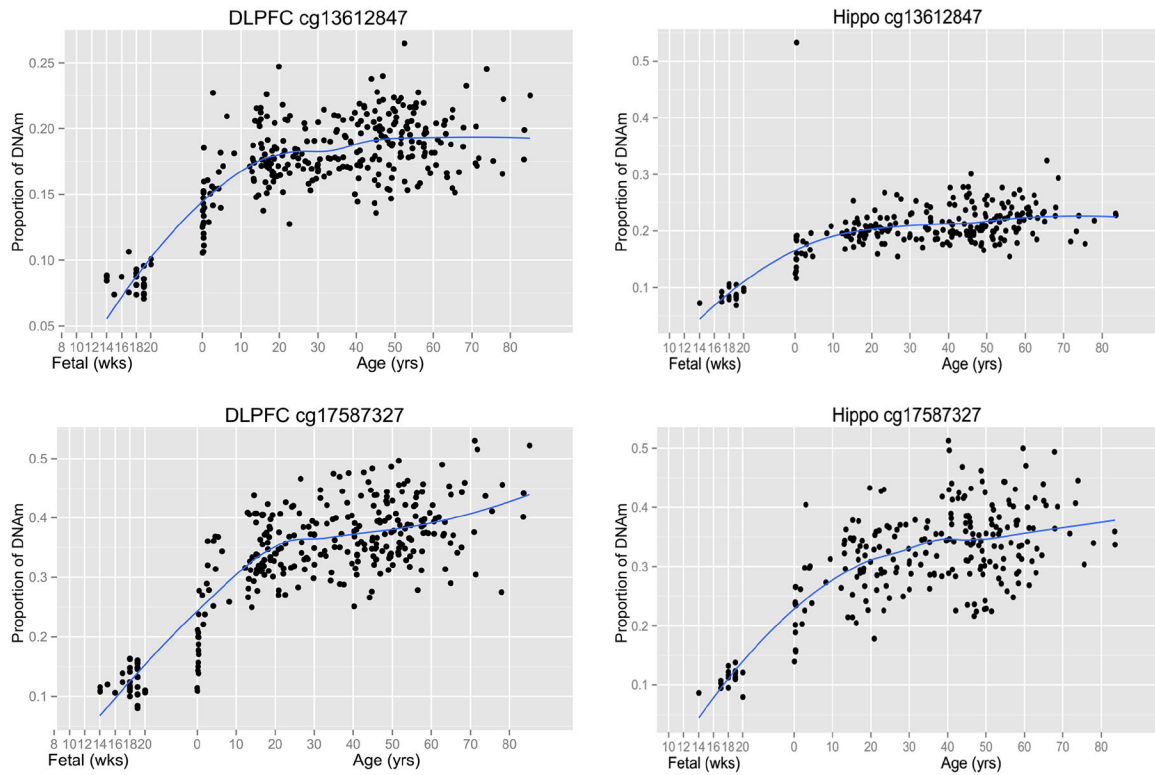 DLPFC cg13612847
Proportion of DNAm
0.25
0.20
0.15
0.10
0.05
8 10 12 14 16 18 20 0 10 20 30 40 50 60 70 80
Fetal (wks) Age (yrs)
Hippo cg13612847
Proportion of DNAm
0.5
0.4
0.3
0.2
0.1
10 12 14 16 18 20 0 10 20 30 40 50 60 70 80
Fetal (wks) Age (yrs)
DLPFC cg17587327
Proportion of DNAm
0.5
0.4
0.3
0.2
0.1
8 10 12 14 16 18 20 0 10 20 30 40 50 60 70 80
Fetal (wks) Age (yrs)
Hippo cg17587327
Proportion of DNAm
0.5
0.4
0.3
0.2
0.1
10 12 14 16 18 20 0 10 20 30 40 50 60 70 80
Fetal (wks) Age (yrs)